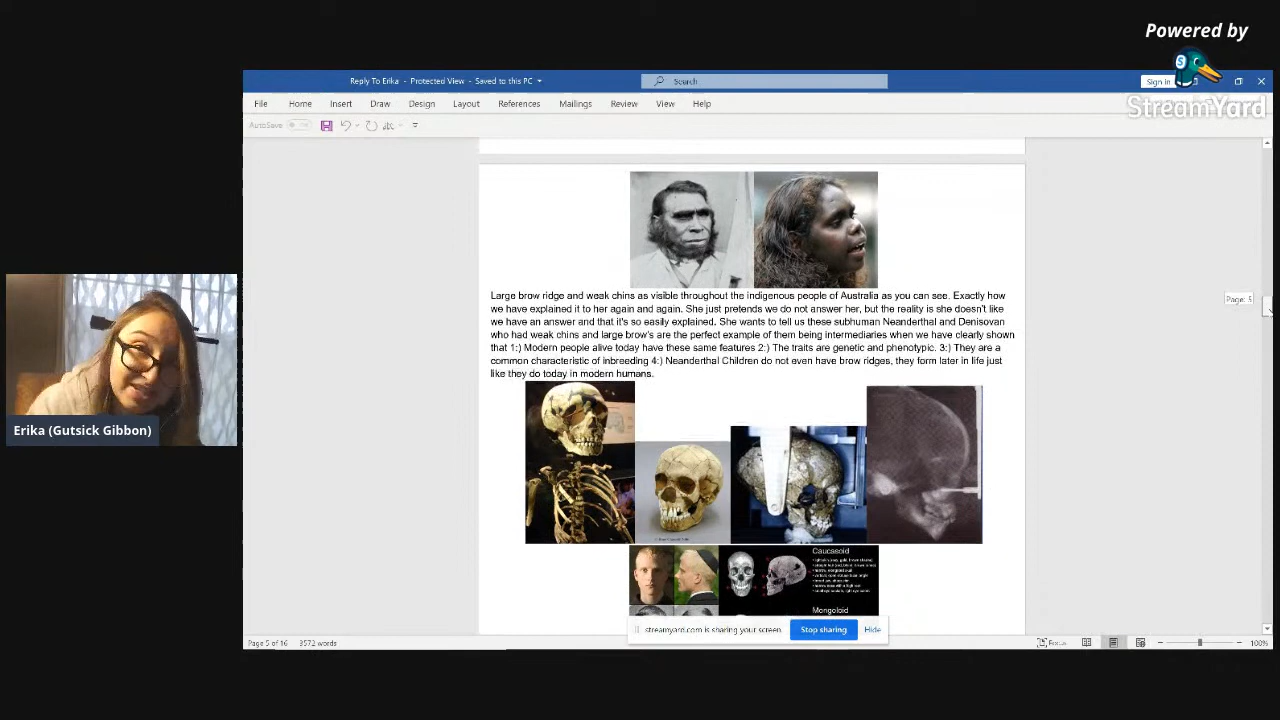 Powered by
StreamYard
Reply To Erika - Protected View - Saved to this PC
Search
Sign in
File Home Insert Draw Design Layout References Mailings Review View Help
AutoSave
Large brow ridge and weak chins as visible throughout the indigenous people of Australia as you can see. Exactly how
we have explained it to her again and again. She just pretends we do not answer her, but the reality is she doesn't like
we have an answer and that it's so easily explained. She wants to tell us these subhuman Neanderthal and Denisovan
who had weak chins and large brow's are the perfect example of them being intermediaries when we have clearly shown
that 1:) Modern people alive today have these same features 2:) The traits are genetic and phenotypic. 3:) They are a
common characteristic of inbreeding 4:) Neanderthal Children do not even have brow ridges, they form later in life just
like they do today in modern humans.
Page: 5
Erika (Gutsick Gibbon)
Caucasoid
Mongoloid
streamyard.com is sharing your screen.
Stop sharing
Hide
Page 5 of 16 3572 words
Focus
100%